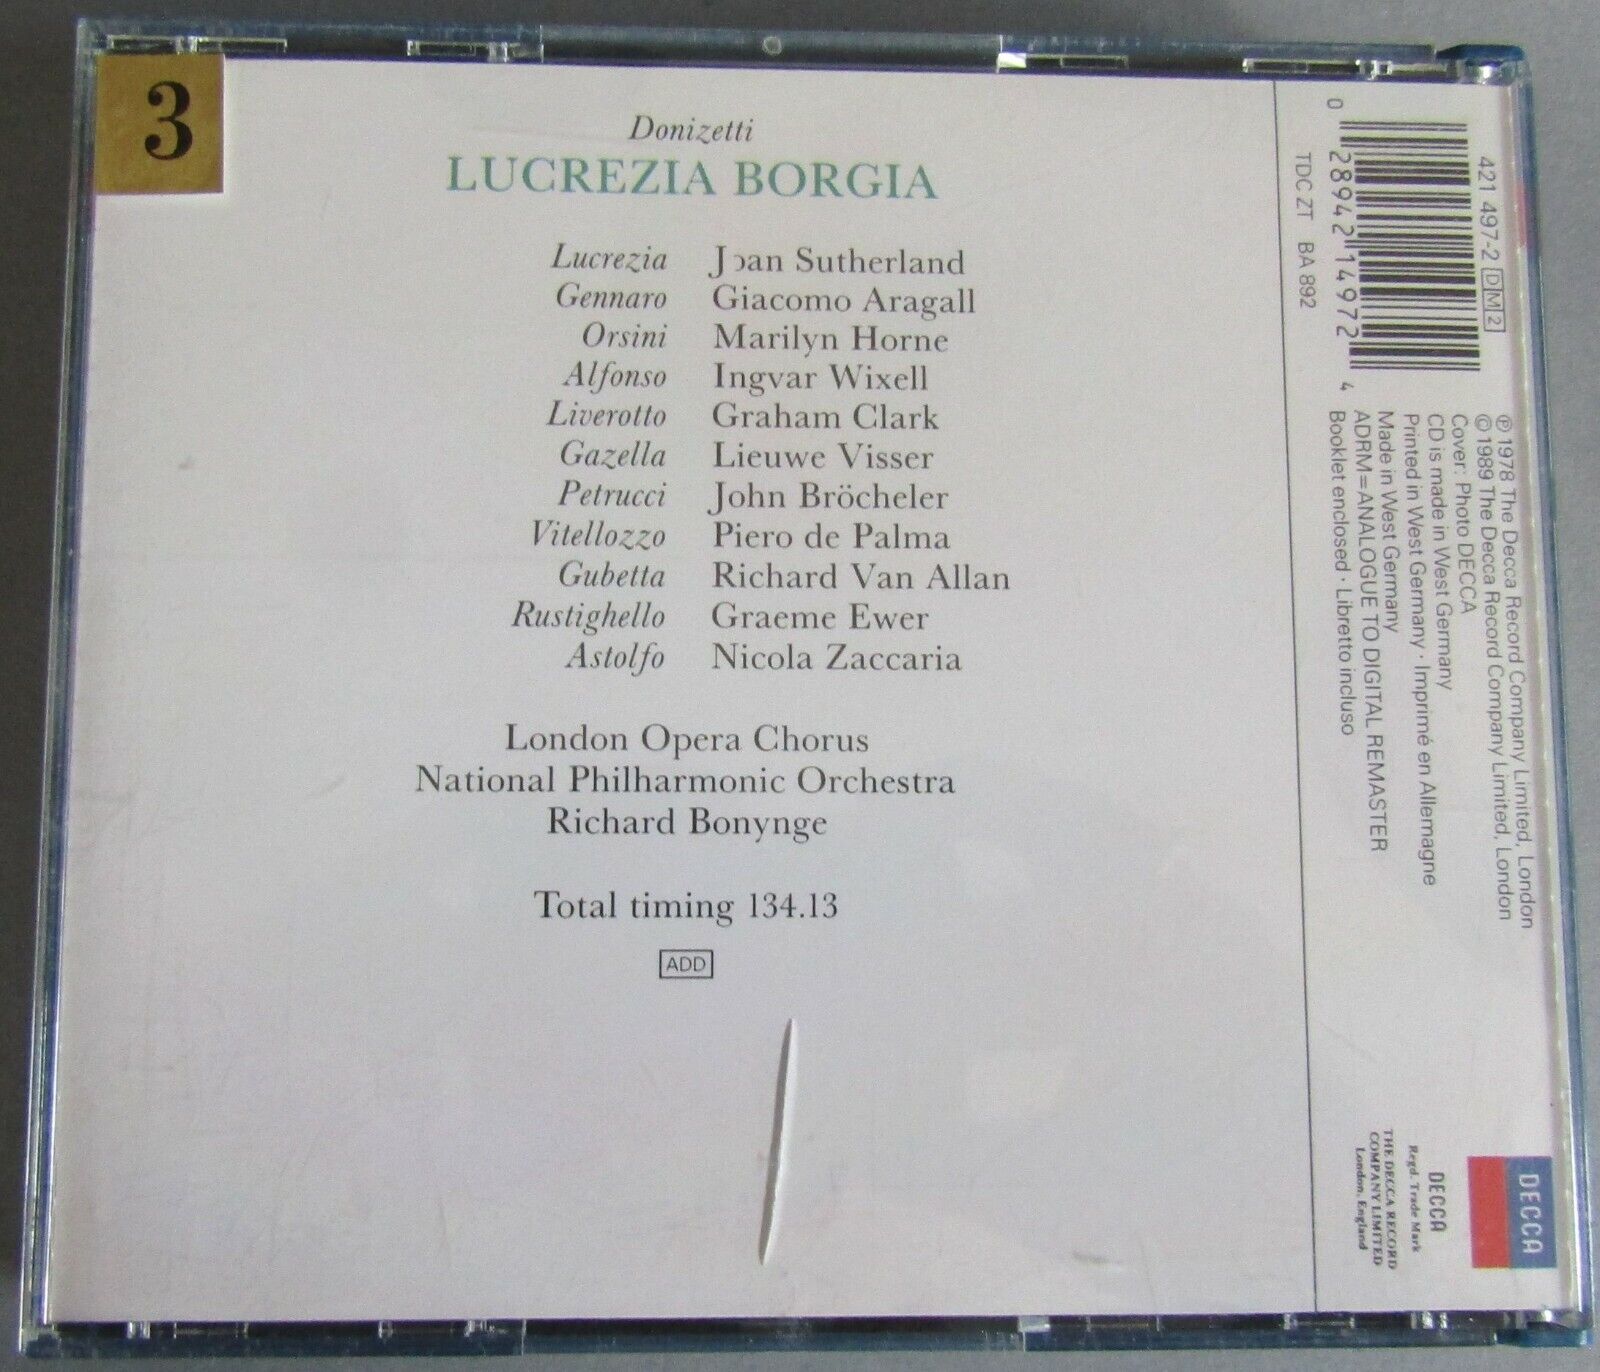 3
Donizetti
LUCREZIA BORGIA
Lucrezia Joan Sutherland
Gennaro Giacomo Aragall
Orsini Marilyn Horne
Alfonso Ingvar Wixell
Liverotto Graham Clark
Gazella Lieuwe Visser
Petrucci John Bröcheler
Vitellozzo Piero de Palma
Gubetta Richard Van Allan
Rustighello Graeme Ewer
Astolfo Nicola Zaccaria
London Opera Chorus
National Philharmonic Orchestra
Richard Bonynge
Total timing 134.13
ADD
421 497-2 DM2
0 28942 14972 4
TDC ZT BA 892
℗ 1978 The Decca Record Company Limited, London
© 1989 The Decca Record Company Limited, London
Cover: Photo DECCA
CD is made in West Germany
Printed in West Germany · Imprimé en Allemagne
Made in West Germany
ADRM=ANALOGUE TO DIGITAL REMASTER
Booklet enclosed · Libretto incluso
DECCA
DECCA
Regd. Trade Mark
THE DECCA RECORD
COMPANY LIMITED
London, England